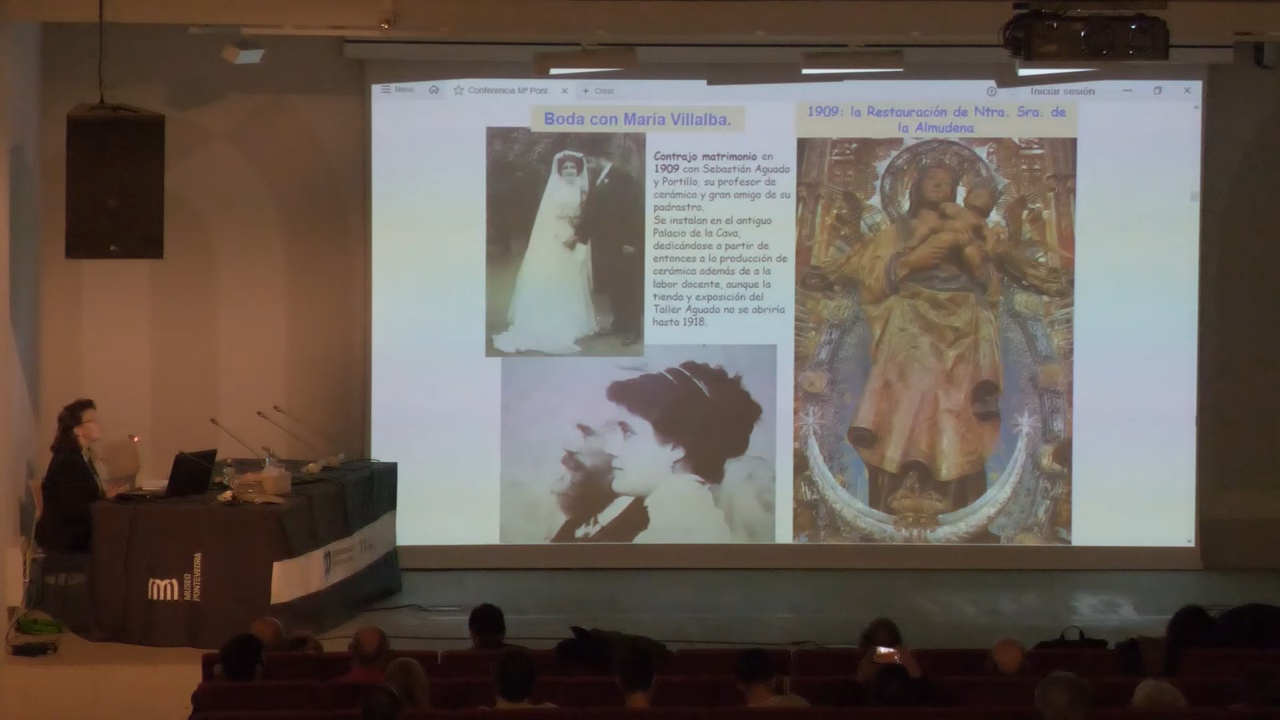 Menú
Conferencia Mª Pont.
+ Crear
Iniciar sesión
Boda con María Villalba.
Contrajo matrimonio en
1909 con Sebastián Aguado
y Portillo, su profesor de
cerámica y gran amigo de su
padrastro.
Se instalan en el antiguo
Palacio de la Cava,
dedicándose a partir de
entonces a la producción de
cerámica además de a la
labor docente, aunque la
tienda y exposición del
Taller Aguado no se abriría
hasta 1918.
1909: la Restauración de Ntra. Sra. de
la Almudena
MUSEO
PONTEVEDRA